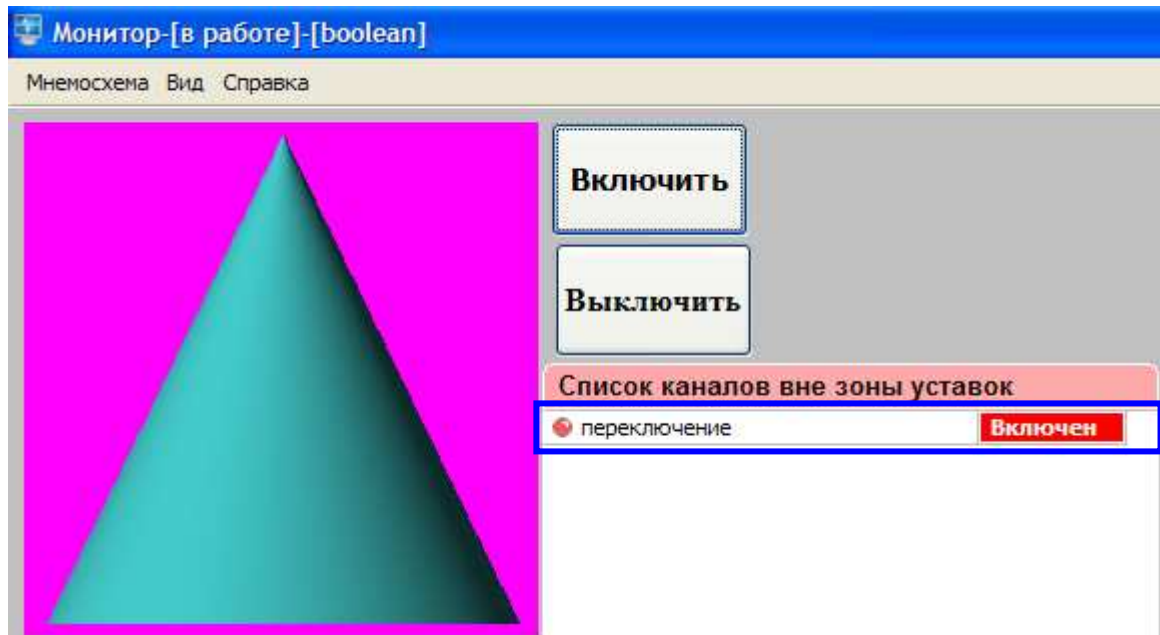 Монитор-[в работе]-[boolean]
Мнемосхема Вид Справка
Включить
Выключить
Список каналов вне зоны уставок
переключение Включен